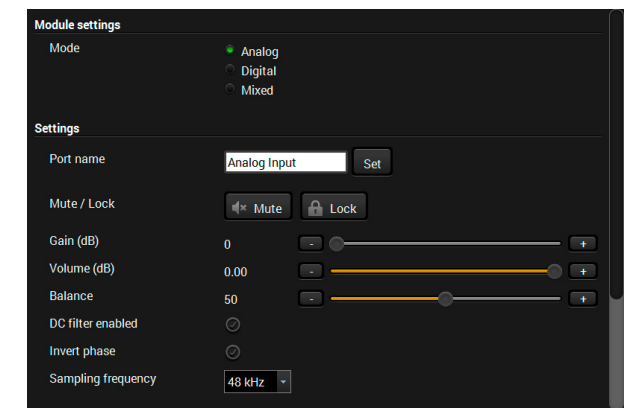 Module settings
Mode
Analog
Digital
Mixed
Settings
Port name Analog Input Set
Mute / Lock Mute Lock
Gain (dB) 0 - +
Volume (dB) 0.00 - +
Balance 50 - +
DC filter enabled
Invert phase
Sampling frequency 48 kHz